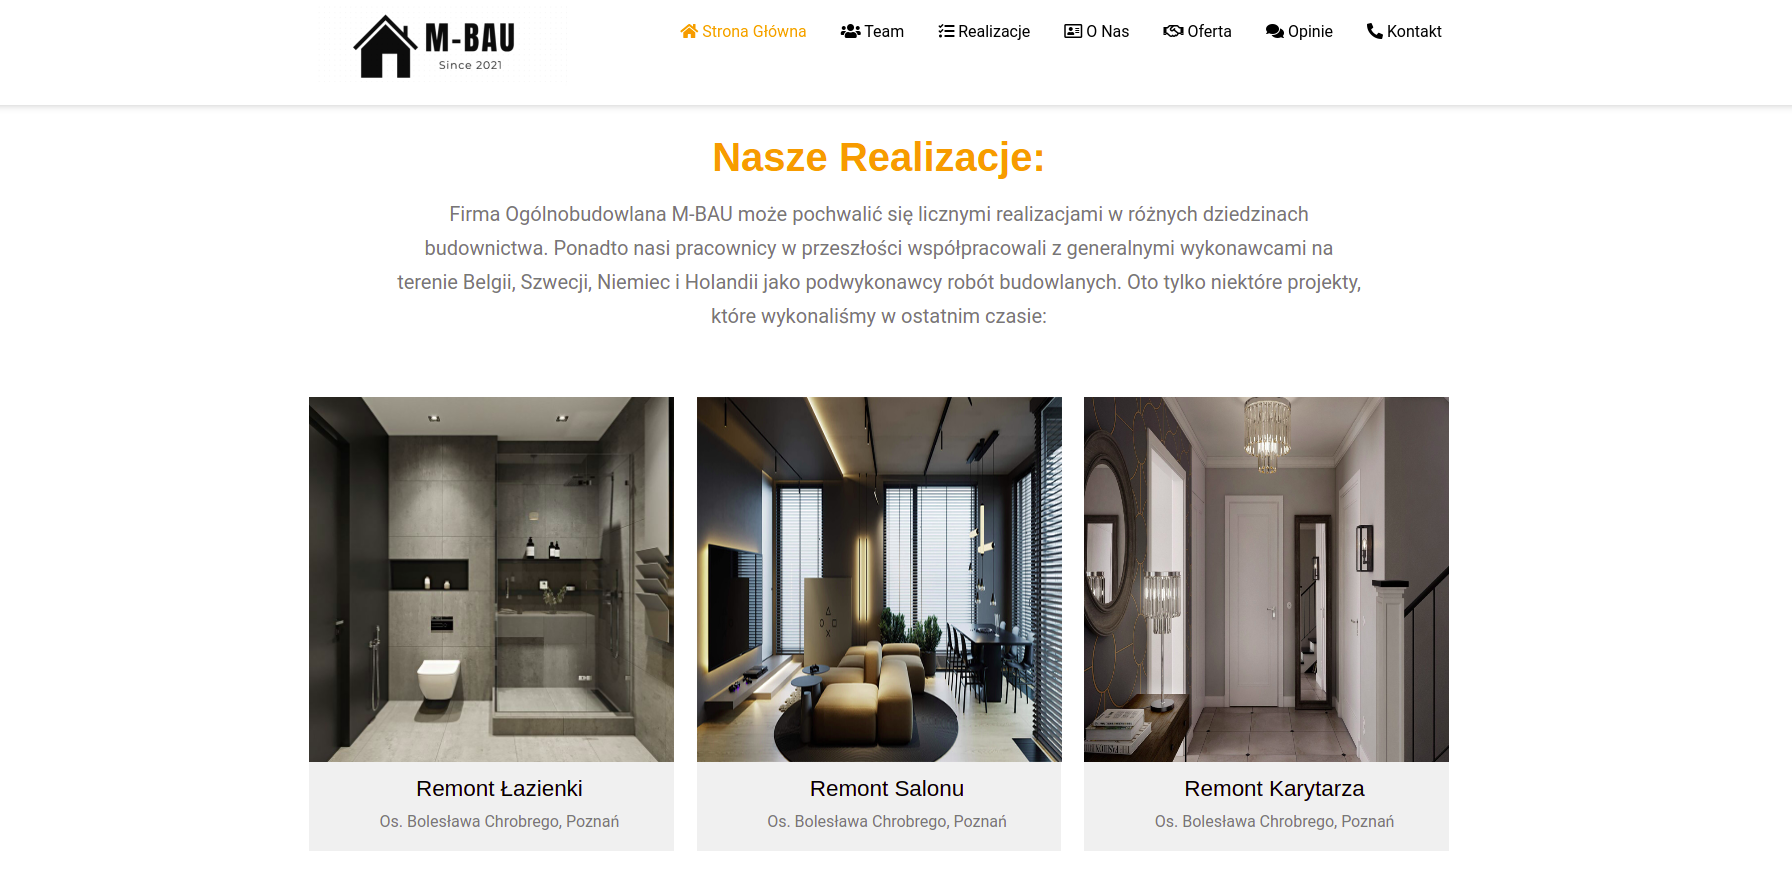 M-BAU
Since 2021
Strona Główna Team Realizacje O Nas Oferta Opinie Kontakt
Nasze Realizacje:
Firma Ogólnobudowlana M-BAU może pochwalić się licznymi realizacjami w różnych dziedzinach
budownictwa. Ponadto nasi pracownicy w przeszłości współpracowali z generalnymi wykonawcami na
terenie Belgii, Szwecji, Niemiec i Holandii jako podwykonawcy robót budowlanych. Oto tylko niektóre projekty,
które wykonaliśmy w ostatnim czasie:
Remont Łazienki
Os. Bolesława Chrobrego, Poznań
Remont Salonu
Os. Bolesława Chrobrego, Poznań
Remont Karytarza
Os. Bolesława Chrobrego, Poznań